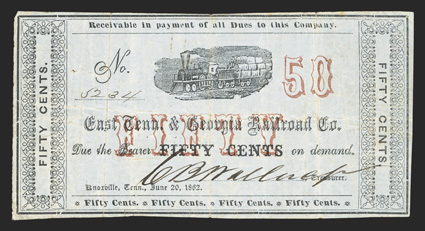 Receivable in payment of all Dues to this Company.
No.
5234
50
FIFTY CENTS.
FIFTY CENTS.
East Tenn. & Georgia Railroad Co.
FIFTY
Due the Bearer FIFTY CENTS on demand.
Treasurer.
Knoxville, Tenn., June 20, 1862.
Fifty Cents. * Fifty Cents. * Fifty Cents. * Fifty Cents.